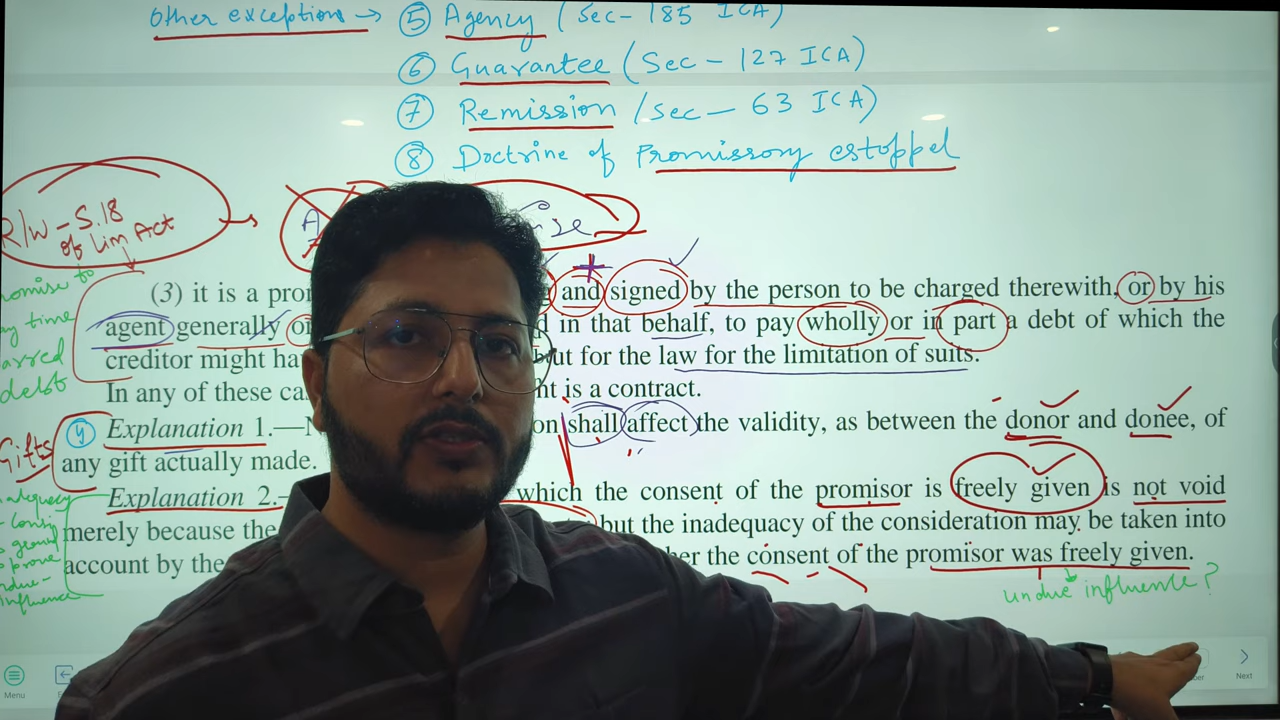 Other exceptions → ⑤ Agency (Sec - 185 ICA)
⑥ Guarantee (Sec - 127 ICA)
⑦ Remission (Sec - 63 ICA)
⑧ Doctrine of Promissory estoppel
R/W - S.18
of Lim Act
(3) it is a and signed by the person to be charged therewith, or by his
agent generally or in that behalf, to pay wholly or in part a debt of which the
creditor might but for the law for the limitation of suits.
In any of these is a contract.
④ Explanation 1.— shall affect the validity, as between the donor and donee, of
any gift actually made.
Explanation 2.- which the consent of the promisor is freely given is not void
merely because the but the inadequacy of the consideration may be taken into
account by the the consent of the promisor was freely given.
undue influence?
time
debt
Gifts
prove
influence
Menu
Next